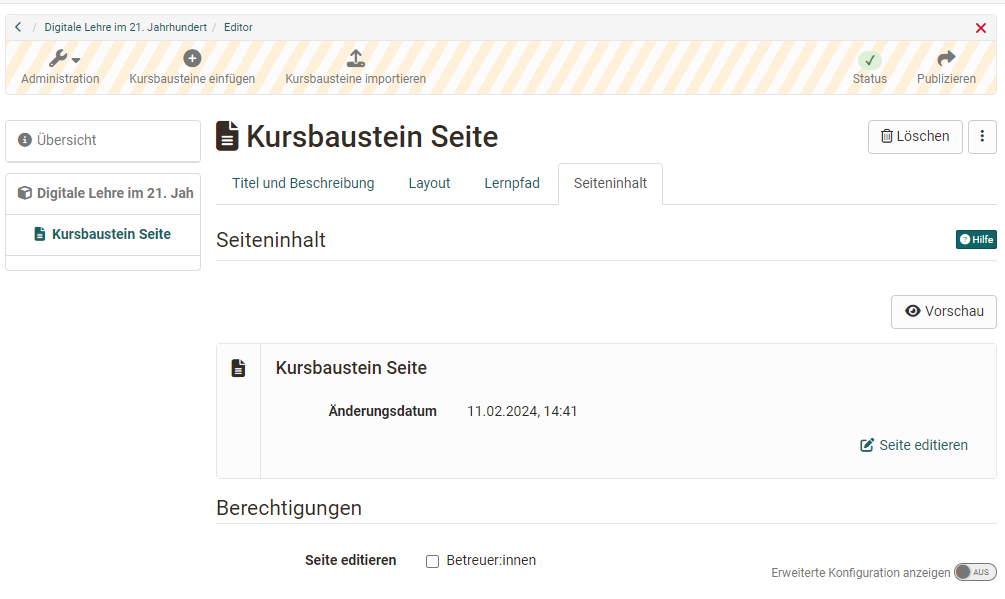 / Digitale Lehre im 21. Jahrhundert / Editor
Administration Kursbausteine einfügen Kursbausteine importieren Status Publizieren
Übersicht
Digitale Lehre im 21. Jah
Kursbaustein Seite
Kursbaustein Seite
Löschen
Titel und Beschreibung Layout Lernpfad Seiteninhalt
Seiteninhalt
Hilfe
Vorschau
Kursbaustein Seite
Änderungsdatum 11.02.2024, 14:41
Seite editieren
Berechtigungen
Seite editieren Betreuer:innen
Erweiterte Konfiguration anzeigen AUS